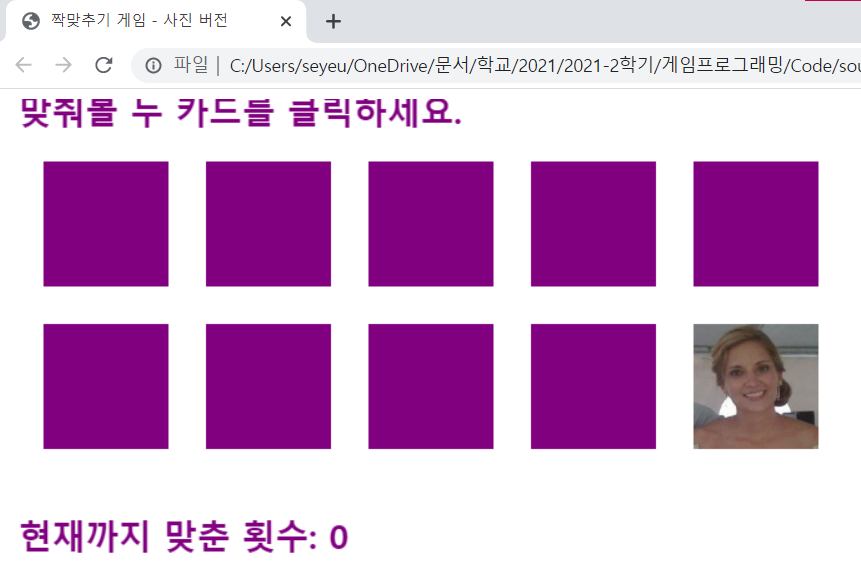 짝맞추기 게임 - 사진 버전
파일 | C:/Users/seyeu/OneDrive/문서/학교/2021/2021-2학기/게임프로그래밍/Code/sou
맞춰볼 두 카드를 클릭하세요.
현재까지 맞춘 횟수: 0